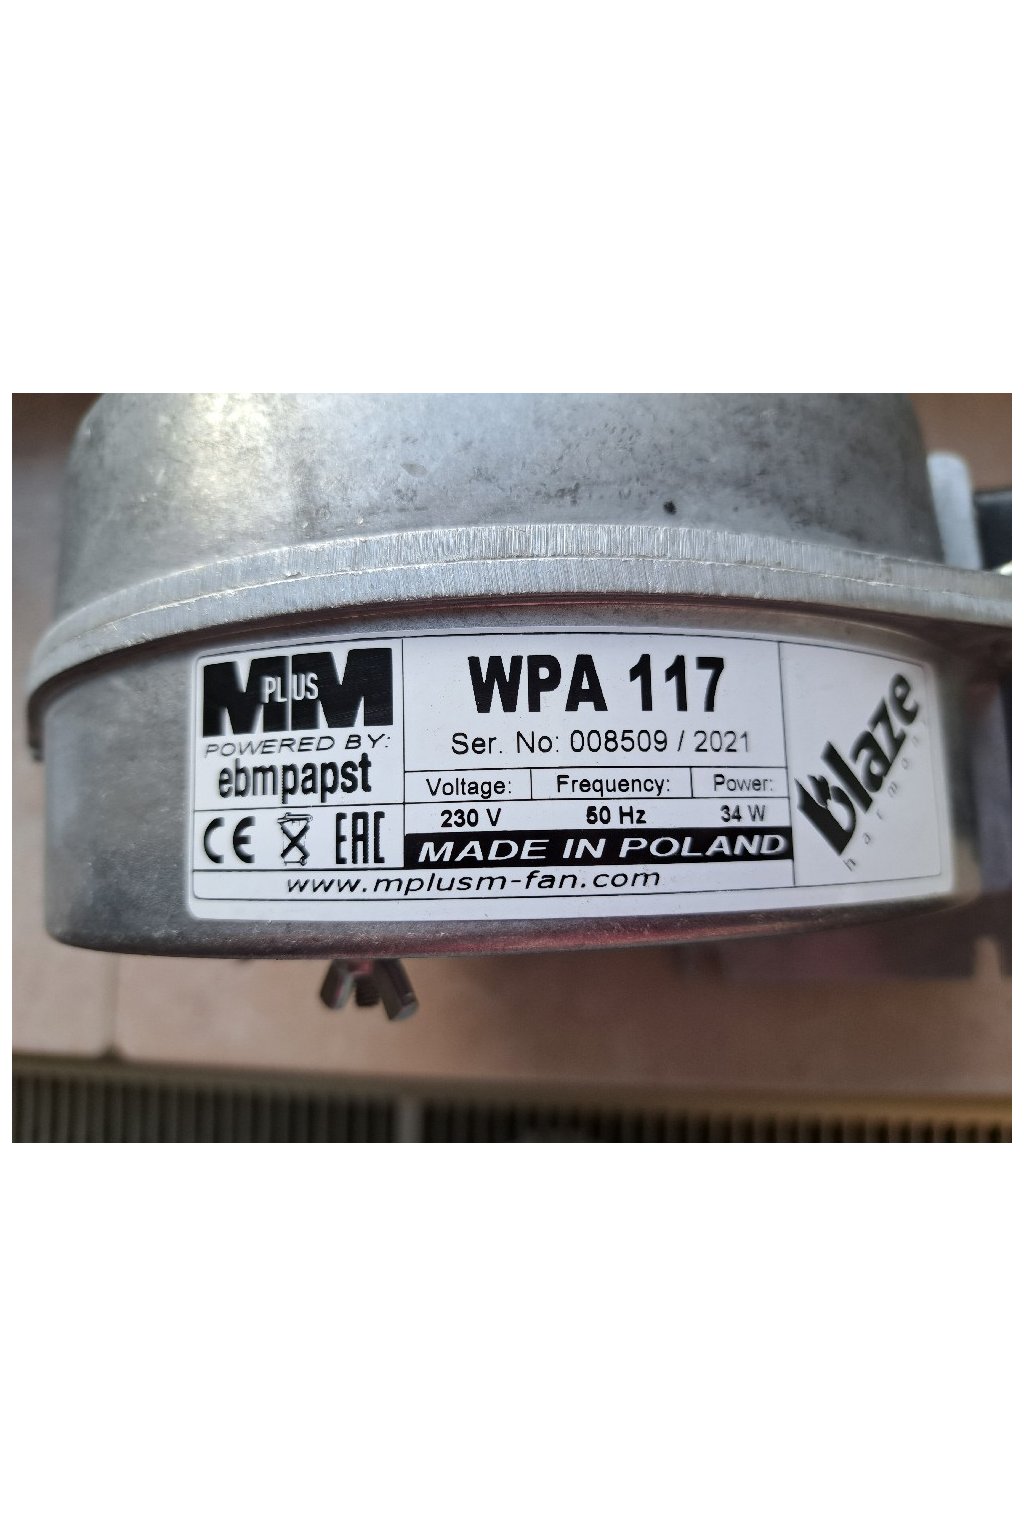 M PLUS M
POWERED BY:
ebmpapst
CE EAC
WPA 117
Ser. No: 008509 / 2021
Voltage: Frequency: Power:
230 V 50 Hz 34 W
MADE IN POLAND
www.mplusm-fan.com
blaze
harmony